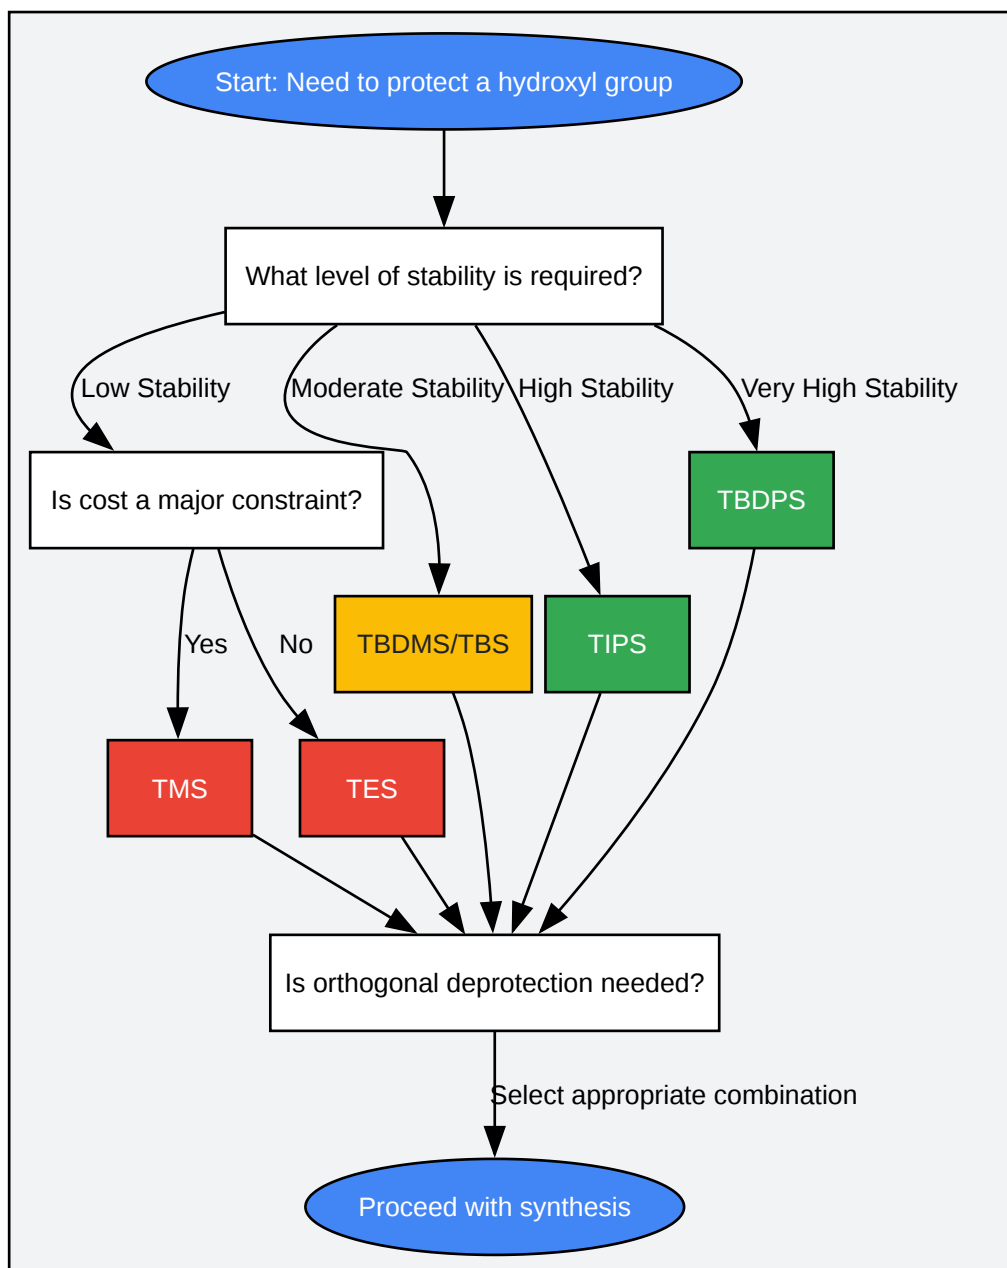 Start: Need to protect a hydroxyl group
What level of stability is required?
Low Stability
Moderate Stability
High Stability
Very High Stability
Is cost a major constraint?
TBDPS
Yes
No
TBDMS/TBS
TIPS
TMS
TES
Is orthogonal deprotection needed?
Select appropriate combination
Proceed with synthesis